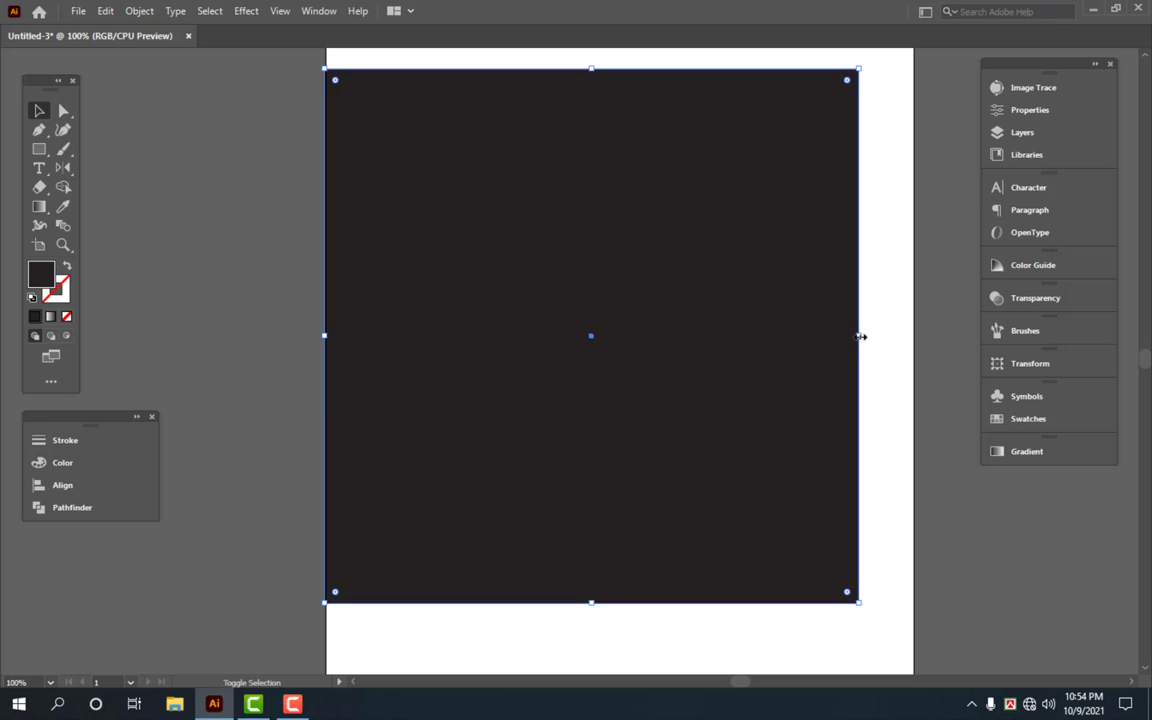 Ai File Edit Object Type Select Effect View Window Help Search Adobe Help
Untitled-3* @ 100% (RGB/CPU Preview)
Image Trace
Properties
Layers
Libraries
Character
Paragraph
OpenType
Color Guide
Transparency
Brushes
Transform
Symbols
Swatches
Gradient
Stroke
Color
Align
Pathfinder
100% 1 Toggle Selection
Ai
10:54 PM
10/9/2021